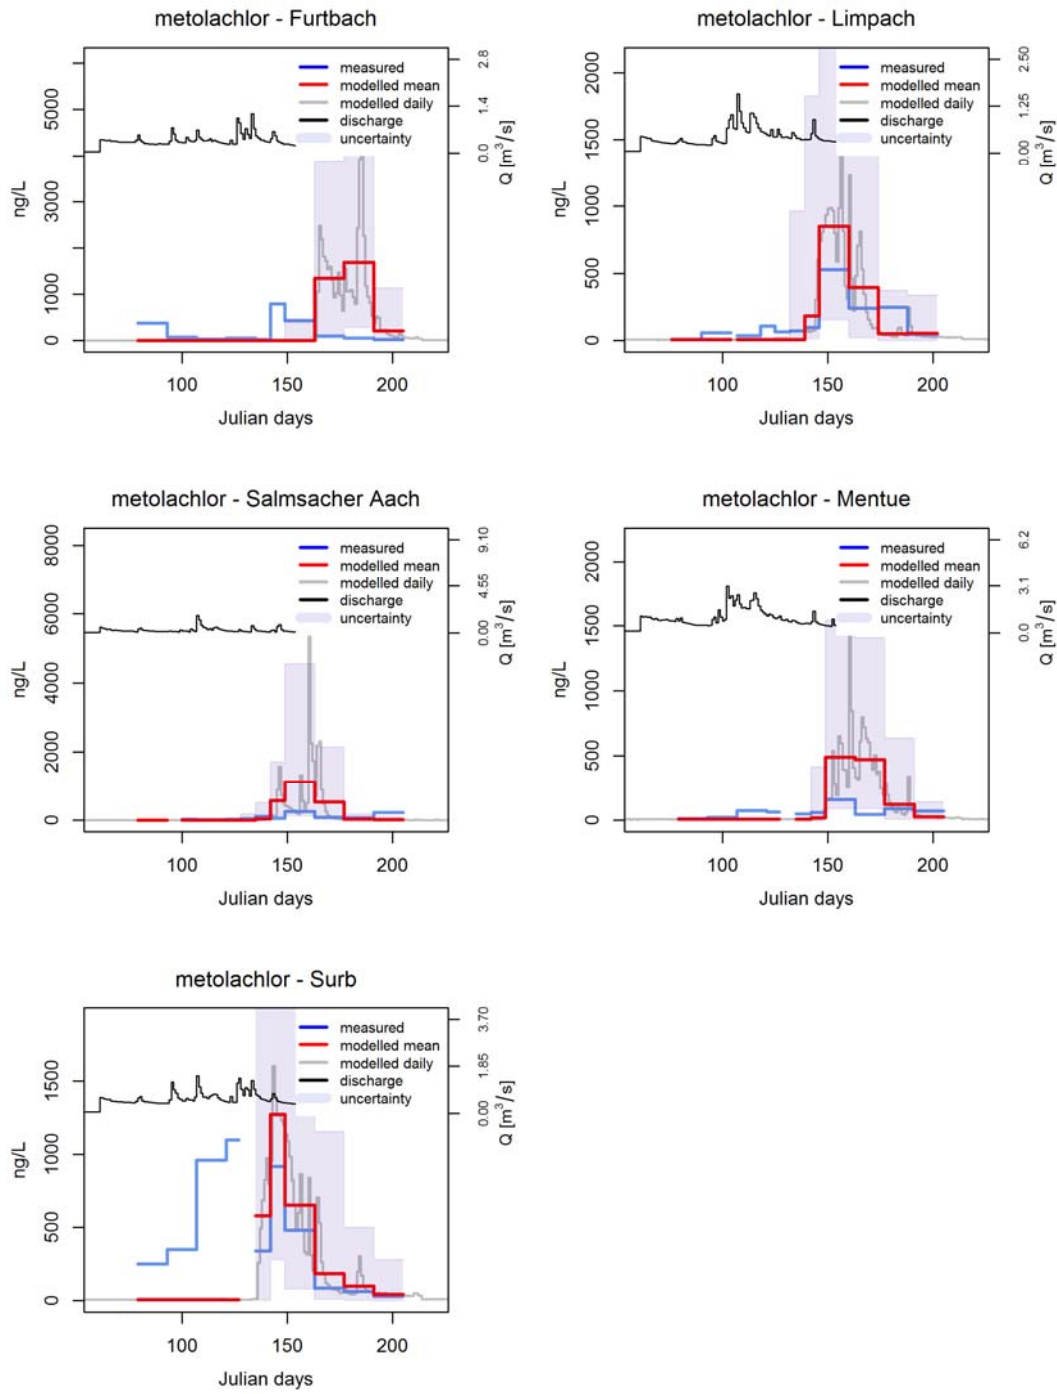 metolachlor - Furtbach
measured
modelled mean
modelled daily
discharge
uncertainty
0 1000 3000 5000
ng/L
0.0 1.4 2.8
Q [m³/s]
100 150 200
Julian days
metolachlor - Limpach
measured
modelled mean
modelled daily
discharge
uncertainty
0 500 1000 1500 2000
ng/L
0.00 1.25 2.50
Q [m³/s]
100 150 200
Julian days
metolachlor - Salmsacher Aach
measured
modelled mean
modelled daily
discharge
uncertainty
0 2000 4000 6000 8000
ng/L
0.00 4.55 9.10
Q [m³/s]
100 150 200
Julian days
metolachlor - Mentue
measured
modelled mean
modelled daily
discharge
uncertainty
0 500 1000 1500 2000
ng/L
0.0 3.1 6.2
Q [m³/s]
100 150 200
Julian days
metolachlor - Surb
measured
modelled mean
modelled daily
discharge
uncertainty
0 500 1000 1500
ng/L
0.00 1.85 3.70
Q [m³/s]
100 150 200
Julian days